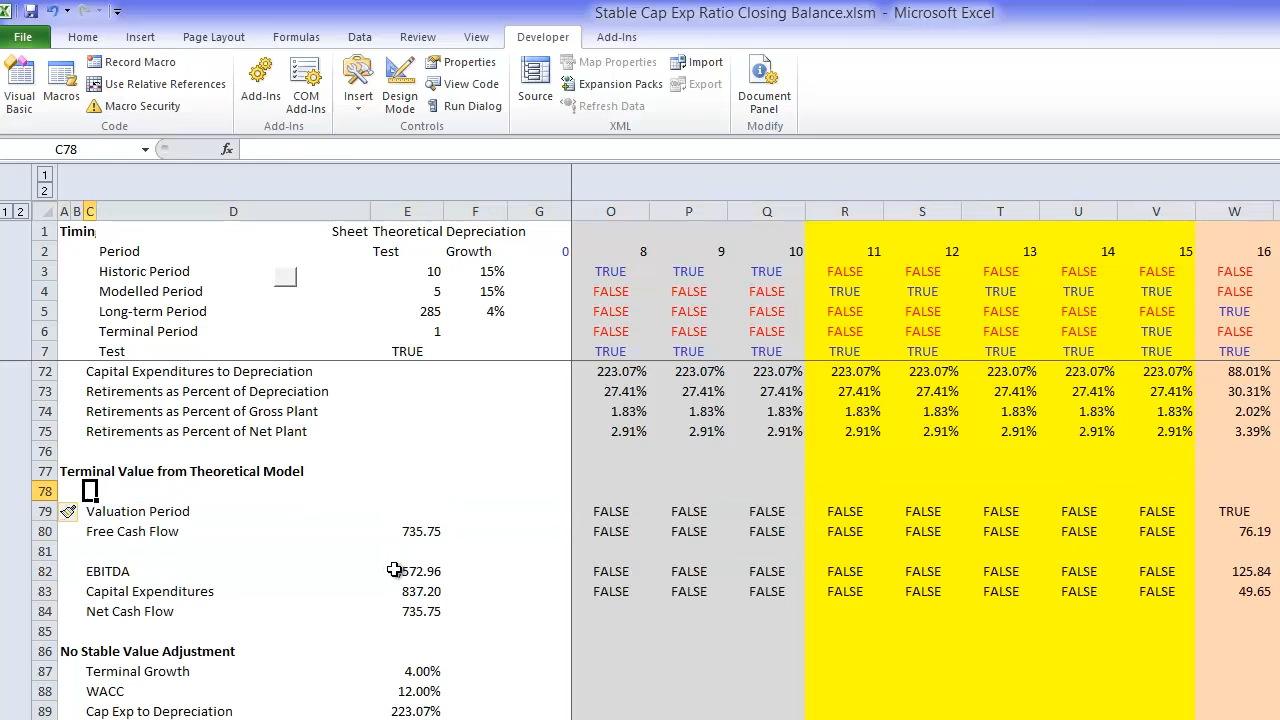 Stable Cap Exp Ratio Closing Balance.xlsm - Microsoft Excel
File Home Insert Page Layout Formulas Data Review View Developer Add-Ins
Visual Basic Macros Record Macro Use Relative References Macro Security Add-Ins COM Add-Ins Insert Design Mode Properties View Code Run Dialog Source Map Properties Expansion Packs Refresh Data Import Export Document Panel
Code Add-Ins Controls XML Modify
C78 fx
1
2
1 2 A B C D E F G O P Q R S T U V W
1 Timin Sheet Theoretical Depreciation
2 Period Test Growth 0 8 9 10 11 12 13 14 15 16
3 Historic Period 10 15% TRUE TRUE TRUE FALSE FALSE FALSE FALSE FALSE FALSE
4 Modelled Period 5 15% FALSE FALSE FALSE TRUE TRUE TRUE TRUE TRUE FALSE
5 Long-term Period 285 4% FALSE FALSE FALSE FALSE FALSE FALSE FALSE FALSE TRUE
6 Terminal Period 1 FALSE FALSE FALSE FALSE FALSE FALSE FALSE TRUE FALSE
7 Test TRUE TRUE TRUE TRUE TRUE TRUE TRUE TRUE TRUE TRUE
72 Capital Expenditures to Depreciation 223.07% 223.07% 223.07% 223.07% 223.07% 223.07% 223.07% 223.07% 88.01%
73 Retirements as Percent of Depreciation 27.41% 27.41% 27.41% 27.41% 27.41% 27.41% 27.41% 27.41% 30.31%
74 Retirements as Percent of Gross Plant 1.83% 1.83% 1.83% 1.83% 1.83% 1.83% 1.83% 1.83% 2.02%
75 Retirements as Percent of Net Plant 2.91% 2.91% 2.91% 2.91% 2.91% 2.91% 2.91% 2.91% 3.39%
76
77 Terminal Value from Theoretical Model
78
79 Valuation Period FALSE FALSE FALSE FALSE FALSE FALSE FALSE FALSE TRUE
80 Free Cash Flow 735.75 FALSE FALSE FALSE FALSE FALSE FALSE FALSE FALSE 76.19
81
82 EBITDA 572.96 FALSE FALSE FALSE FALSE FALSE FALSE FALSE FALSE 125.84
83 Capital Expenditures 837.20 FALSE FALSE FALSE FALSE FALSE FALSE FALSE FALSE 49.65
84 Net Cash Flow 735.75
85
86 No Stable Value Adjustment
87 Terminal Growth 4.00%
88 WACC 12.00%
89 Cap Exp to Depreciation 223.07%